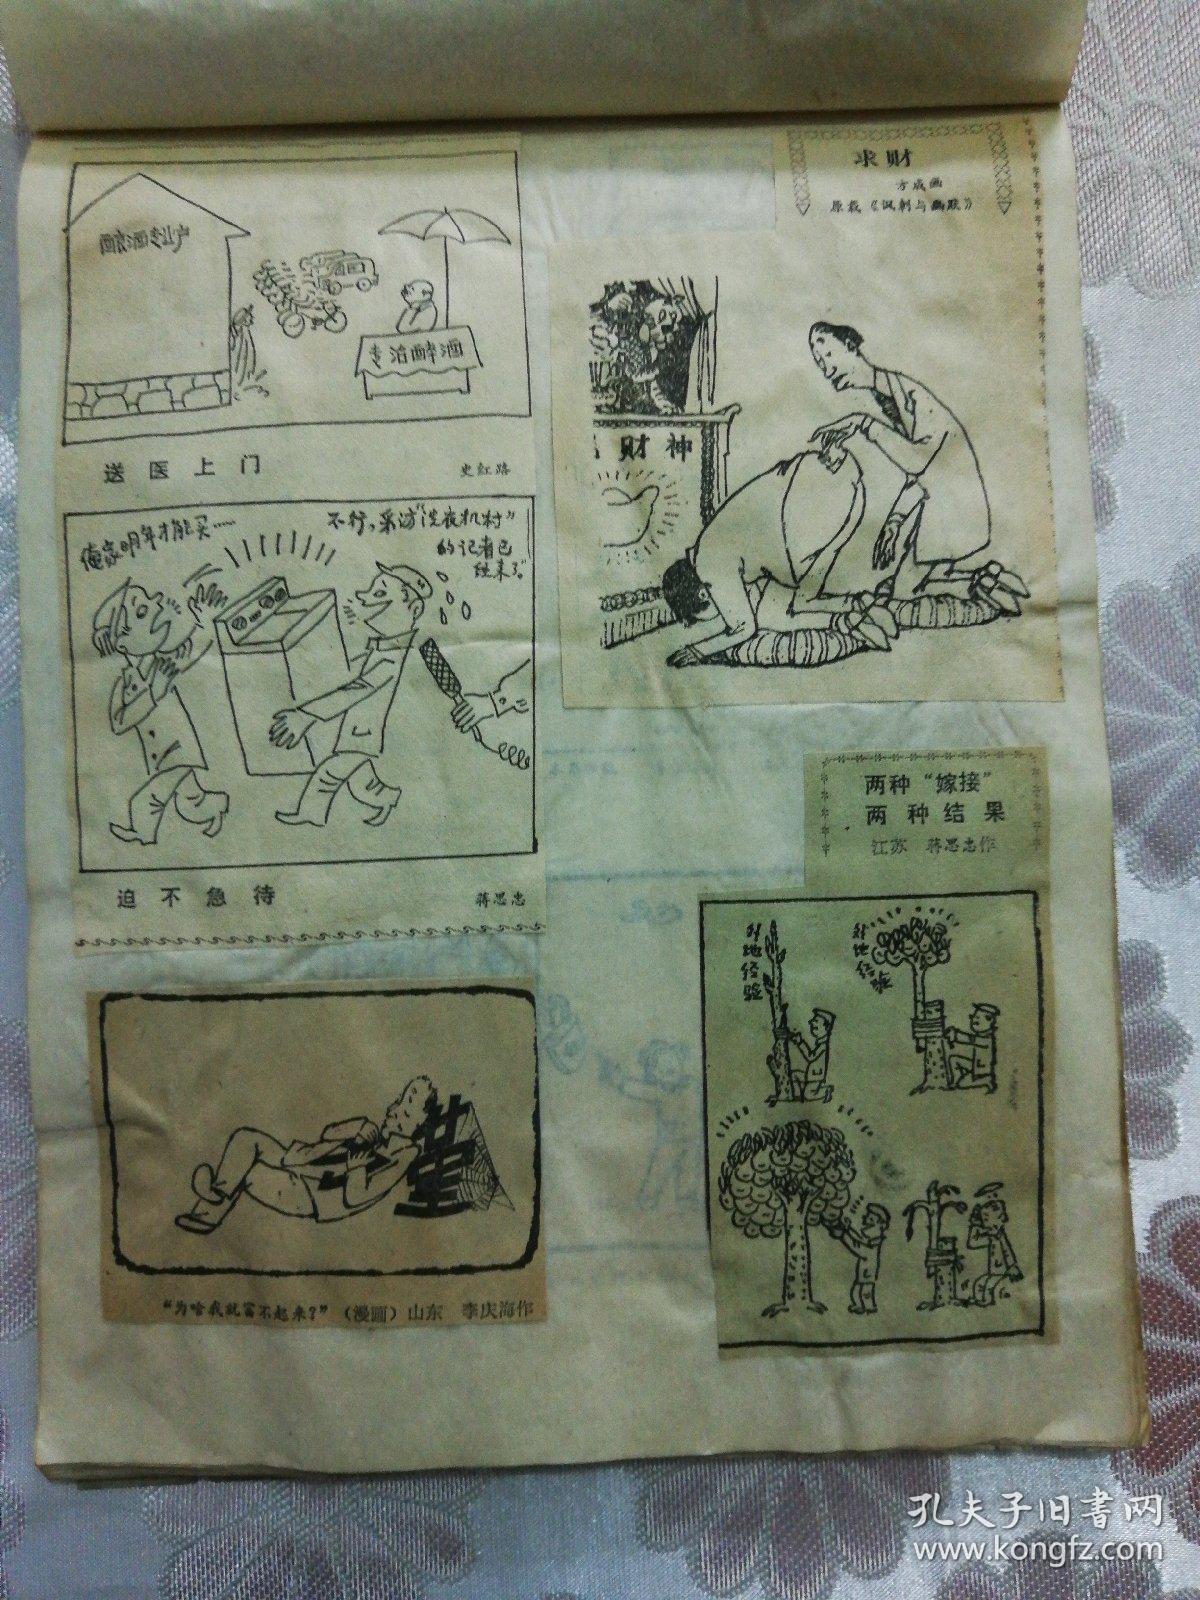 酿酒专业户
专治醉酒
送医上门
史红路
俺家明年才能买……
不行，采访“洗衣机村”
的记者已
经来了。
迫不急待
蒋思忠
“为啥我就富不起来？”（漫画）山东 李庆海作
求财
方成画
原载《讽刺与幽默》
财神
两种“嫁接”
两种结果
江苏 蒋思忠作
外地经验
外地经验
孔夫子旧書网
www.kongfz.com